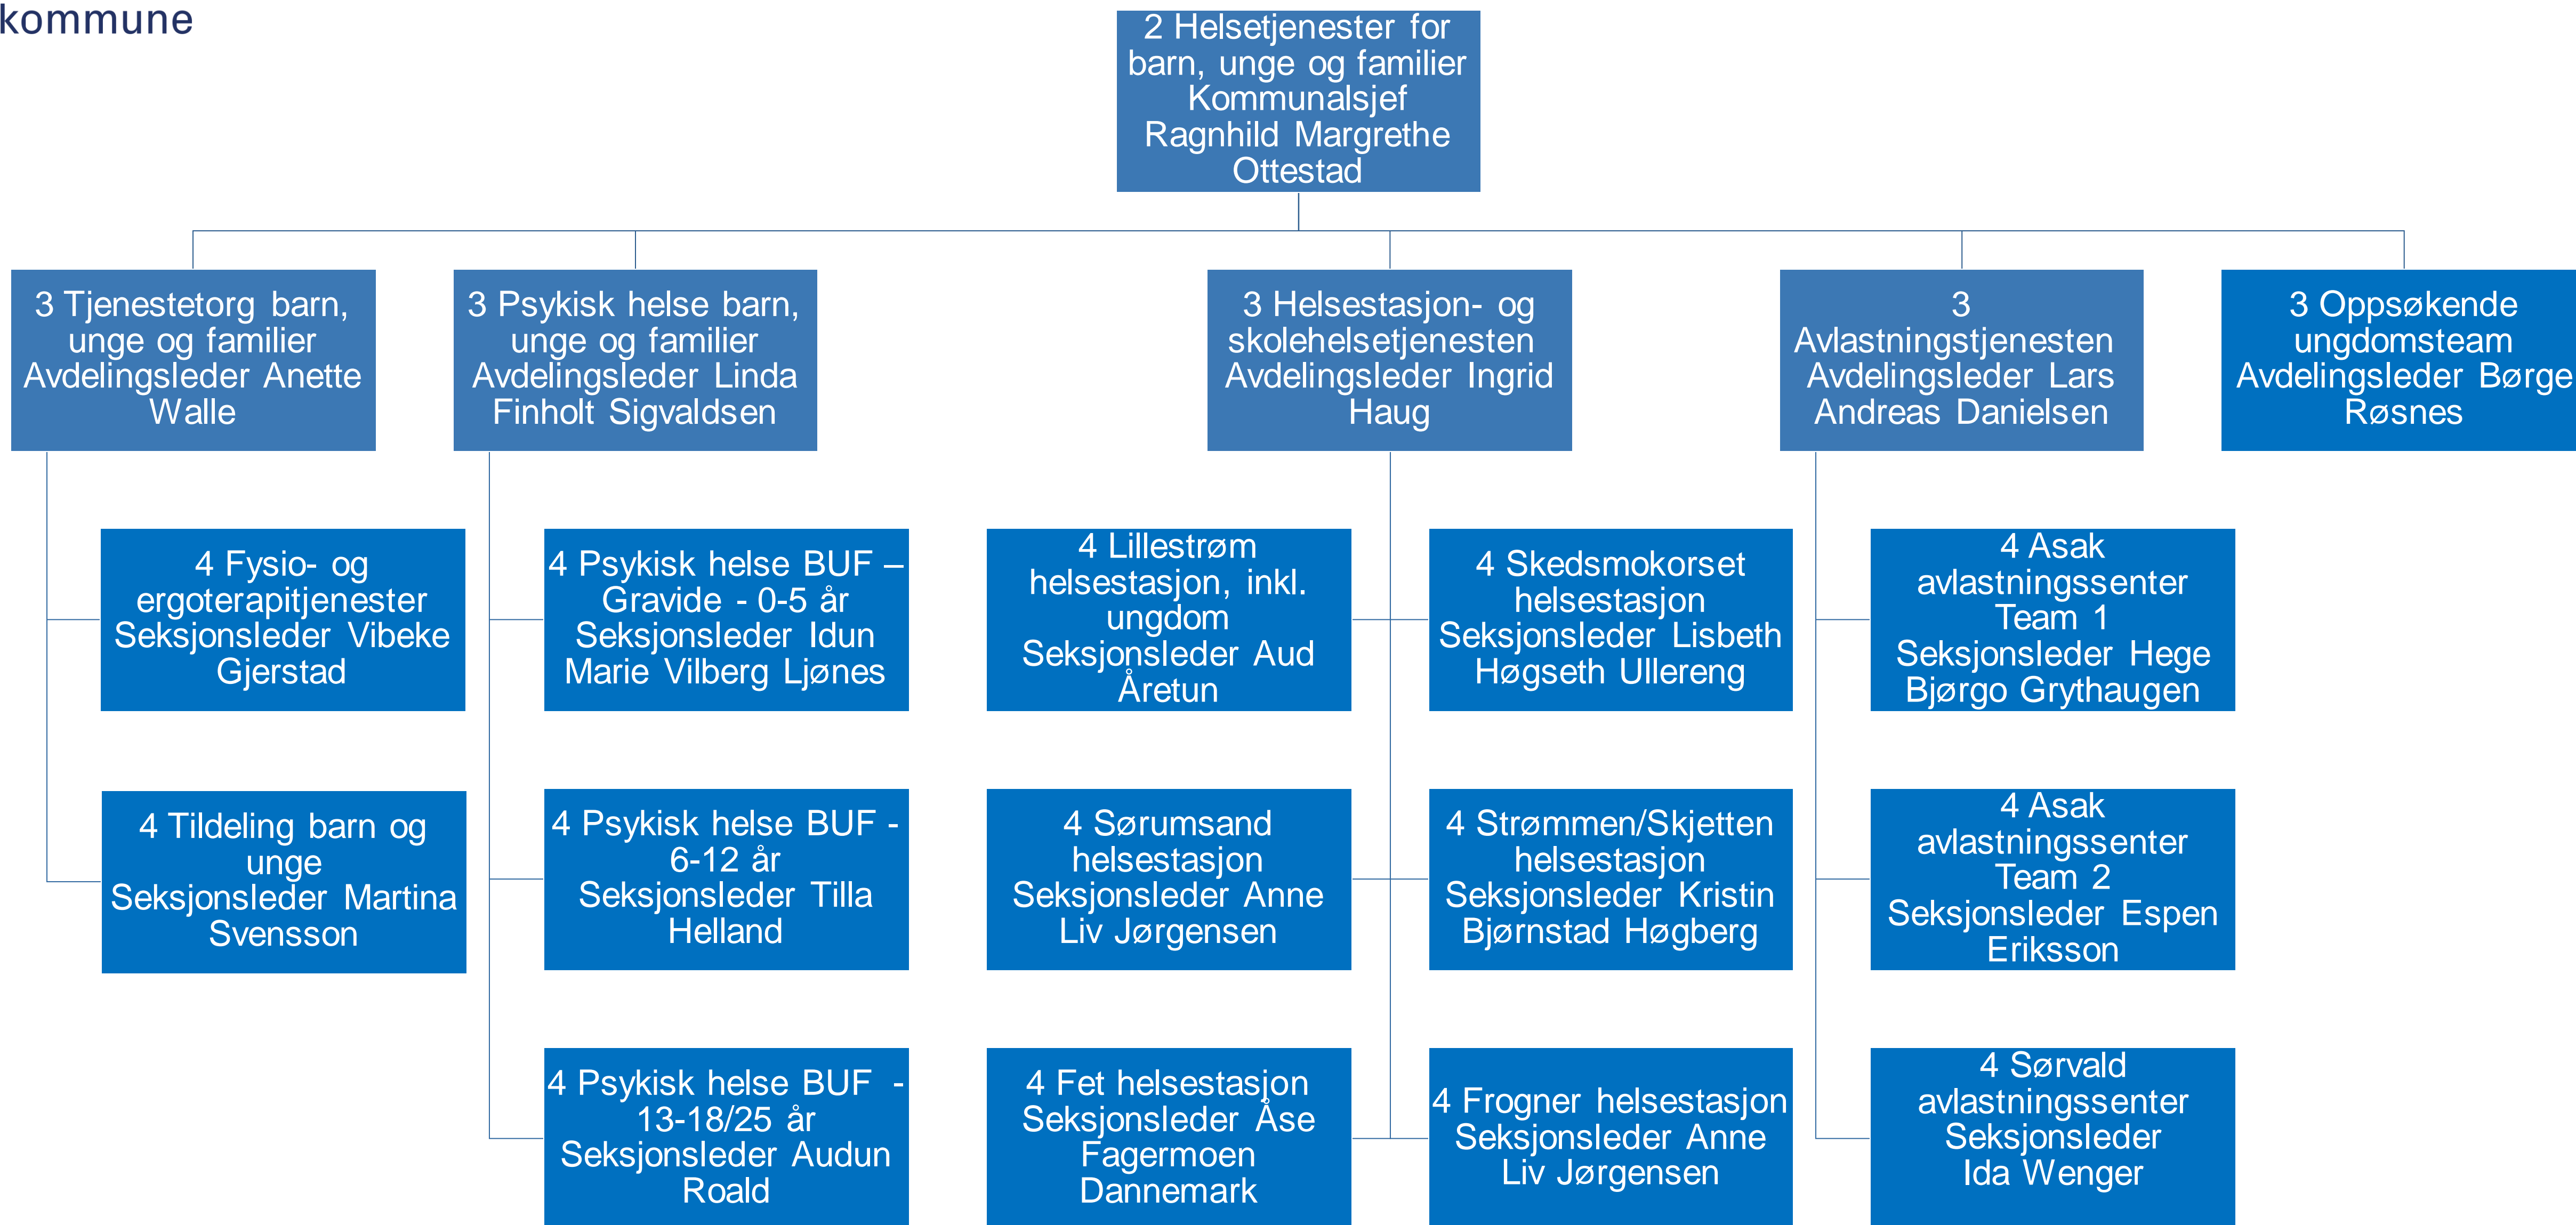 kommune
2 Helsetjenester for
barn, unge og familier
Kommunalsjef
Ragnhild Margrethe
Ottestad
3 Tjenestetorg barn,
unge og familier
Avdelingsleder Anette
Walle
3 Psykisk helse barn,
unge og familier
Avdelingsleder Linda
Finholt Sigvaldsen
3 Helsestasjon- og
skolehelsetjenesten
Avdelingsleder Ingrid
Haug
3
Avlastningstjenesten
Avdelingsleder Lars
Andreas Danielsen
3 Oppsøkende
ungdomsteam
Avdelingsleder Børge
Røsnes
4 Fysio- og
ergoterapitjenester
Seksjonsleder Vibeke
Gjerstad
4 Psykisk helse BUF –
Gravide - 0-5 år
Seksjonsleder Idun
Marie Vilberg Ljønes
4 Lillestrøm
helsestasjon, inkl.
ungdom
Seksjonsleder Aud
Åretun
4 Skedsmokorset
helsestasjon
Seksjonsleder Lisbeth
Høgseth Ullereng
4 Asak
avlastningssenter
Team 1
Seksjonsleder Hege
Bjørgo Grythaugen
4 Tildeling barn og
unge
Seksjonsleder Martina
Svensson
4 Psykisk helse BUF -
6-12 år
Seksjonsleder Tilla
Helland
4 Sørumsand
helsestasjon
Seksjonsleder Anne
Liv Jørgensen
4 Strømmen/Skjetten
helsestasjon
Seksjonsleder Kristin
Bjørnstad Høgberg
4 Asak
avlastningssenter
Team 2
Seksjonsleder Espen
Eriksson
4 Psykisk helse BUF -
13-18/25 år
Seksjonsleder Audun
Roald
4 Fet helsestasjon
Seksjonsleder Åse
Fagermoen
Dannemark
4 Frogner helsestasjon
Seksjonsleder Anne
Liv Jørgensen
4 Sørvald
avlastningssenter
Seksjonsleder
Ida Wenger